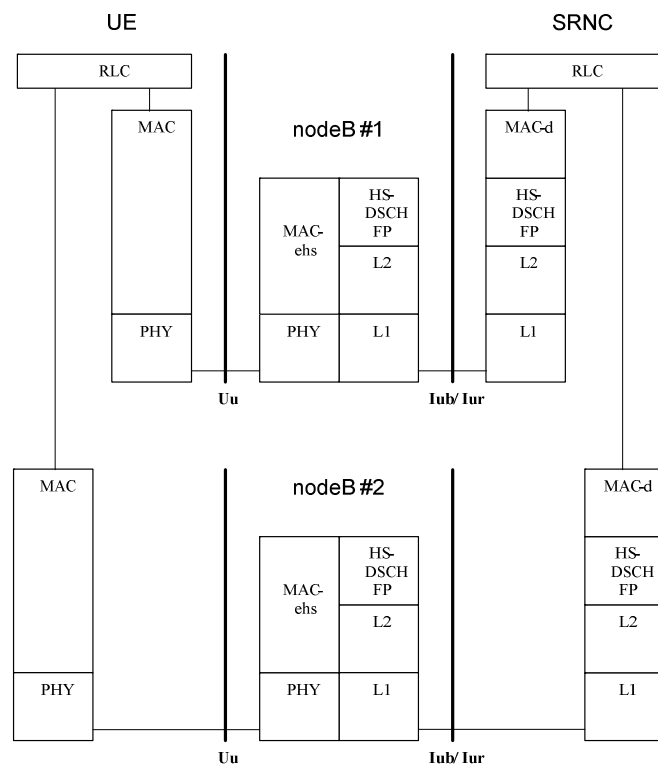 UE
SRNC
RLC
RLC
MAC
nodeB #1
MAC-d
MAC-
ehs
HS-
DSCH
FP
HS-
DSCH
FP
L2
L2
PHY
PHY
L1
L1
Uu
Iub/ Iur
MAC
nodeB #2
MAC-d
MAC-
ehs
HS-
DSCH
FP
HS-
DSCH
FP
L2
L2
PHY
PHY
L1
L1
Uu
Iub/ Iur